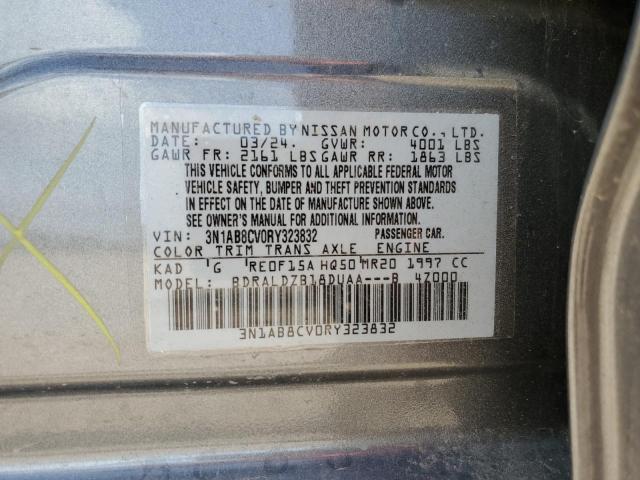 MANUFACTURED BY NISSAN MOTOR CO., LTD.
DATE: 03/24. GVWR: 4001 LBS
GAWR FR: 2161 LBS GAWR RR: 1863 LBS
THIS VEHICLE CONFORMS TO ALL APPLICABLE FEDERAL MOTOR
VEHICLE SAFETY, BUMPER AND THEFT PREVENTION STANDARDS
IN EFFECT ON THE DATE OF MANUFACTURE SHOWN ABOVE.
SEE OWNER'S MANUAL FOR ADDITIONAL INFORMATION.
VIN: 3N1AB8CV0RY323832 PASSENGER CAR.
COLOR TRIM TRANS AXLE ENGINE
KAD 'G 'RE0F15A HQ50'MR20 1997 CC
MODEL: BDRALDZB18DUAA---B 47000
3N1AB8CV0RY323832